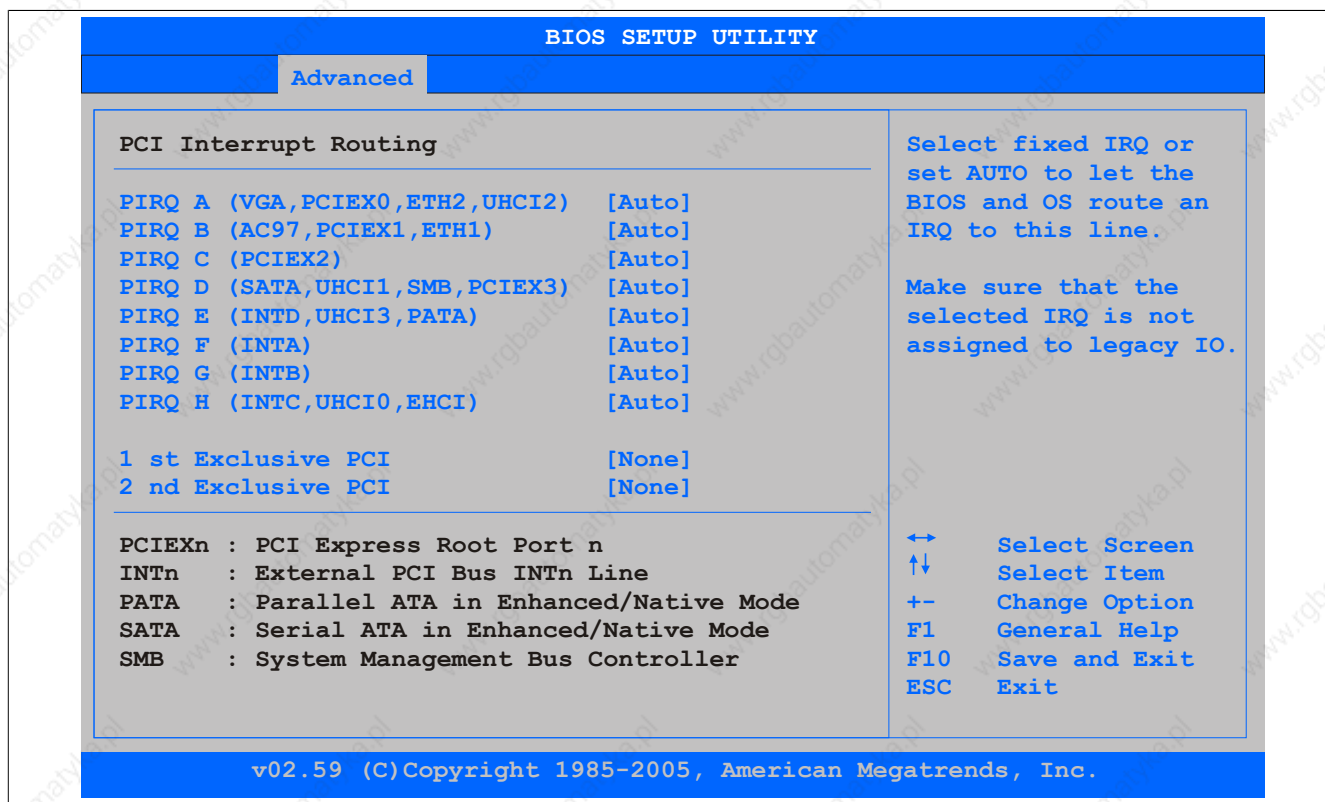 BIOS SETUP UTILITY
Advanced
PCI Interrupt Routing
PIRQ A (VGA,PCIEX0,ETH2,UHCI2) [Auto]
PIRQ B (AC97,PCIEX1,ETH1) [Auto]
PIRQ C (PCIEX2) [Auto]
PIRQ D (SATA,UHCI1,SMB,PCIEX3) [Auto]
PIRQ E (INTD,UHCI3,PATA) [Auto]
PIRQ F (INTA) [Auto]
PIRQ G (INTB) [Auto]
PIRQ H (INTC,UHCI0,EHCI) [Auto]
1 st Exclusive PCI [None]
2 nd Exclusive PCI [None]
PCIEXn : PCI Express Root Port n
INTn : External PCI Bus INTn Line
PATA : Parallel ATA in Enhanced/Native Mode
SATA : Serial ATA in Enhanced/Native Mode
SMB : System Management Bus Controller
Select fixed IRQ or
set AUTO to let the
BIOS and OS route an
IRQ to this line.
Make sure that the
selected IRQ is not
assigned to legacy IO.
↔ Select Screen
↑↓ Select Item
+- Change Option
F1 General Help
F10 Save and Exit
ESC Exit
v02.59 (C)Copyright 1985-2005, American Megatrends, Inc.
www.rgbautomatyka.pl